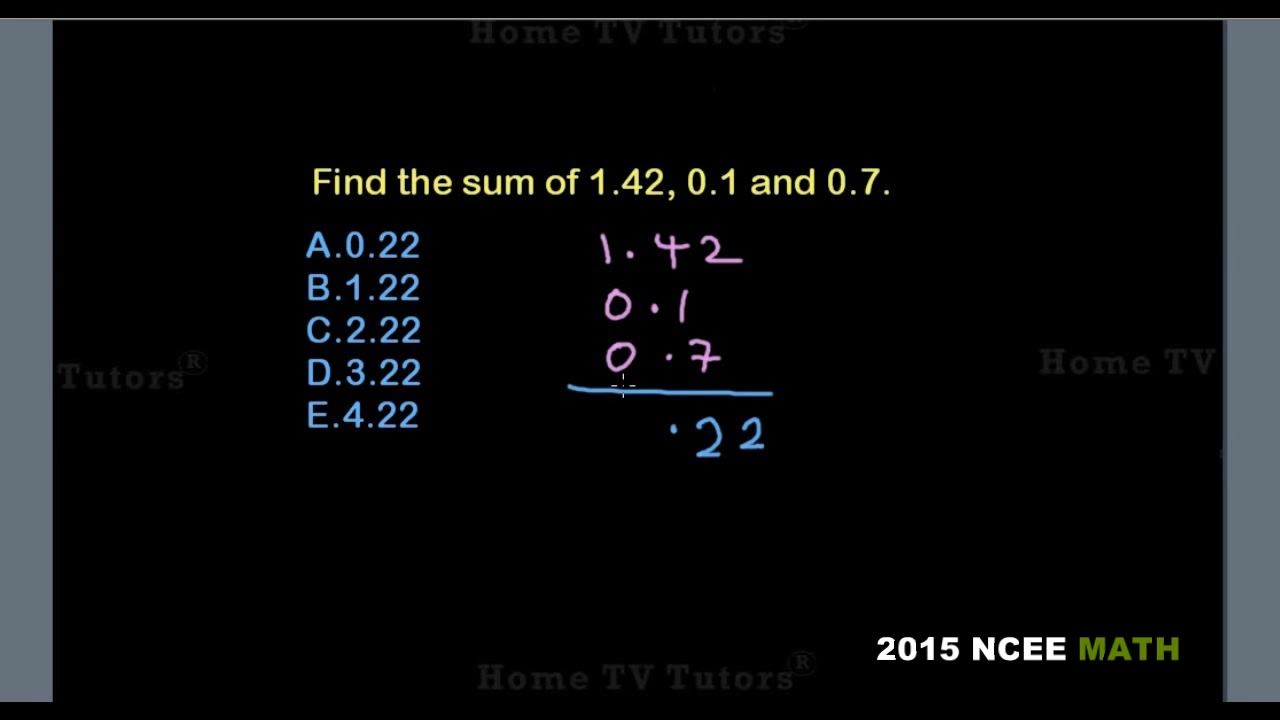 Home TV Tutors®
Find the sum of 1.42, 0.1 and 0.7.
A.0.22
B.1.22
C.2.22
D.3.22
E.4.22
1.42
0.1
0.7
.22
Tutors®
Home TV
2015 NCEE MATH
Home TV Tutors®